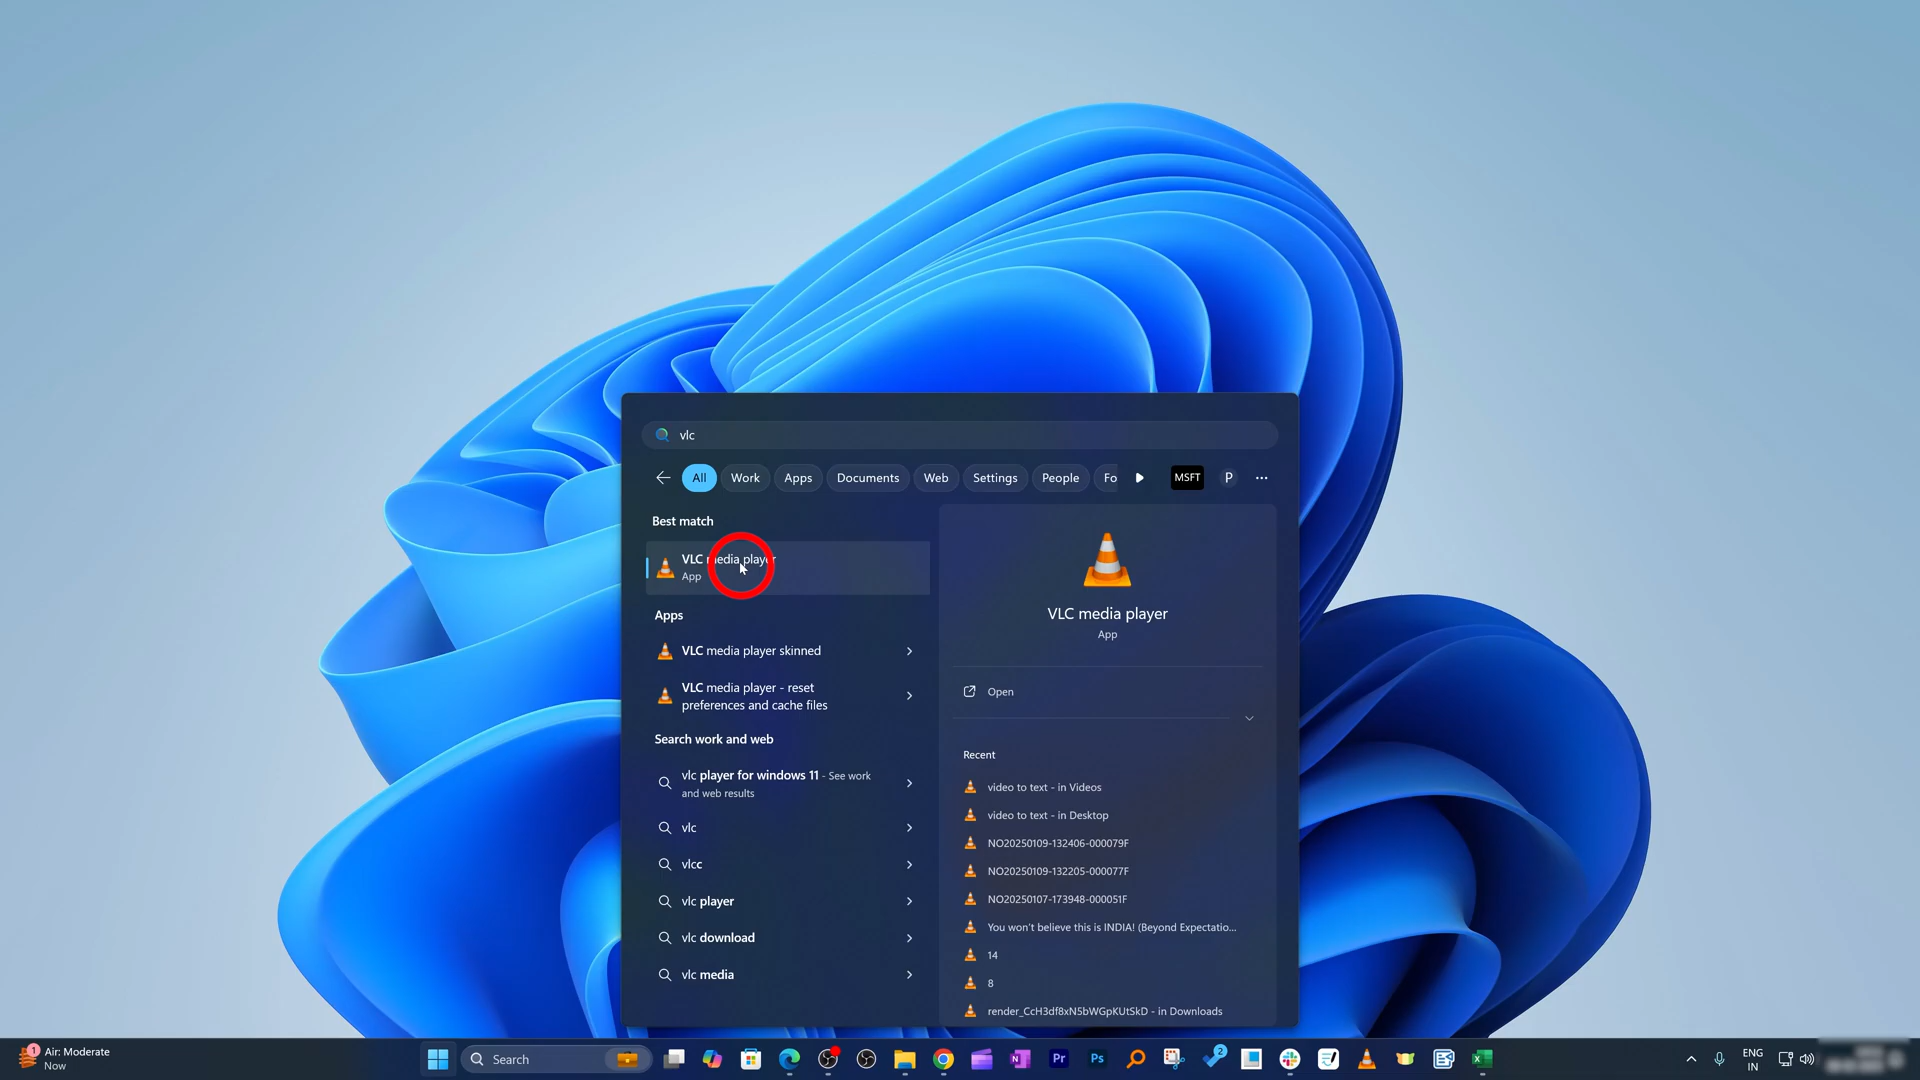 vlc
All Work Apps Documents Web Settings People Fo MSFT P
Best match
VLC media player
App
Apps
VLC media player skinned
VLC media player - reset
preferences and cache files
Search work and web
vlc player for windows 11 - See work
and web results
vlc
vlcc
vlc player
vlc download
vlc media
VLC media player
App
Open
Recent
video to text - in Videos
video to text - in Desktop
NO20250109-132406-000079F
NO20250109-132205-000077F
NO20250107-173948-000051F
You won't believe this is INDIA! (Beyond Expectatio...
14
8
render_CcH3df8xN5bWGpKUtSkD - in Downloads
1
Air: Moderate
Now
Search
N
Pr
Ps
2
ENG
IN